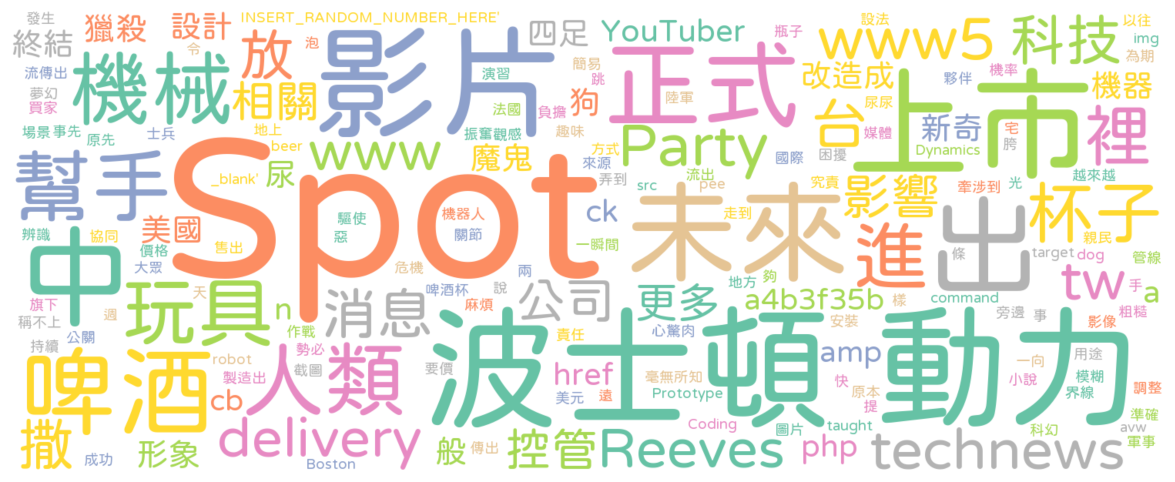 發生 INSERT_RANDOM_NUMBER_HERE'
終結 獵殺 設計 令 泡 影片 四足 YouTuber 瓶子 設法 以往
流傳出 機械 放 演習 簡易 跳 正式 www5 科技 img 為期
夢幻 買家 相關 法國 負擔 狗 陸軍 改造成 夥伴 機率 機器
場景 事先 原先 士兵 地上 beer 振奮觀感 趣味 Party 台 尿尿 媒體 新奇 上市 宅 胯 裡
幫手 _blank' 尿 www 魔鬼 方式 來源 國際 困擾 Dynamics 越來越
Spot 弄到 src 流出 pee 究責 影響 牽涉到 光 杯子
辨識 協同 美國 驅使 惡 機器人 關節 ck 未來 走到 進 出 親民
中 價格 大眾 售出 危機 兩 一瞬間 夠 地方 條 target dog 管線
旗下 天 玩具 n 消息 啤酒杯 說 麻煩 公司 更多 a4b3f35b 樣 command tw 手 a
稱不上 公關 週 作戰 責任 心驚肉 安裝 旁邊 事 影像 粗糙
持續 啤酒 robot 勢必 人類 截圖 要價 波士頓動力 amp 一向 用途
製造出 cb href 美元 遠 毫無所知 Prototype 快 原本 提 小說 模糊 界線 調整
撒 形象 delivery 般 傳出 控管 Reeves Coding 圖片 taught php technews 科幻 avw 準確 軍事
成功 Boston